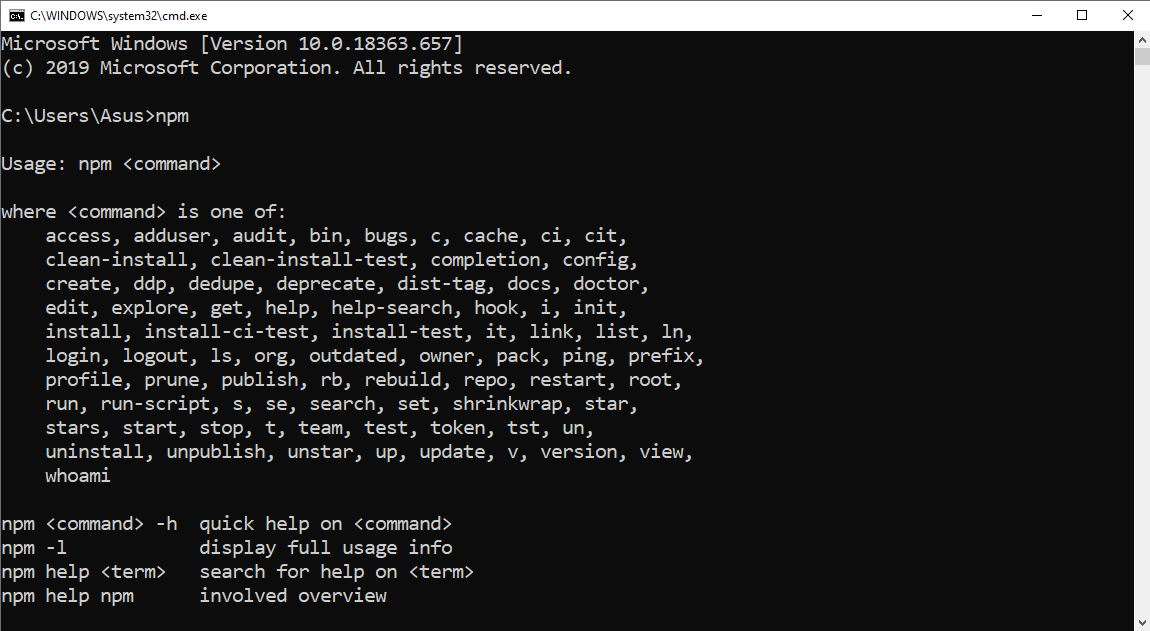 C:\WINDOWS\system32\cmd.exe
Microsoft Windows [Version 10.0.18363.657]
(c) 2019 Microsoft Corporation. All rights reserved.
C:\Users\Asus>npm
Usage: npm <command>
where <command> is one of:
access, adduser, audit, bin, bugs, c, cache, ci, cit,
clean-install, clean-install-test, completion, config,
create, ddp, dedupe, deprecate, dist-tag, docs, doctor,
edit, explore, get, help, help-search, hook, i, init,
install, install-ci-test, install-test, it, link, list, ln,
login, logout, ls, org, outdated, owner, pack, ping, prefix,
profile, prune, publish, rb, rebuild, repo, restart, root,
run, run-script, s, se, search, set, shrinkwrap, star,
stars, start, stop, t, team, test, token, tst, un,
uninstall, unpublish, unstar, up, update, v, version, view,
whoami
npm <command> -h  quick help on <command>
npm -l            display full usage info
npm help <term>   search for help on <term>
npm help npm      involved overview